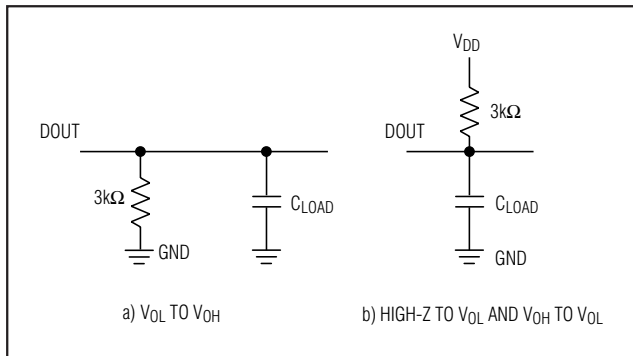 DOUT
3kΩ
GND
CLOAD
a) VOL TO VOH
VDD
3kΩ
DOUT
CLOAD
GND
b) HIGH-Z TO VOL AND VOH TO VOL